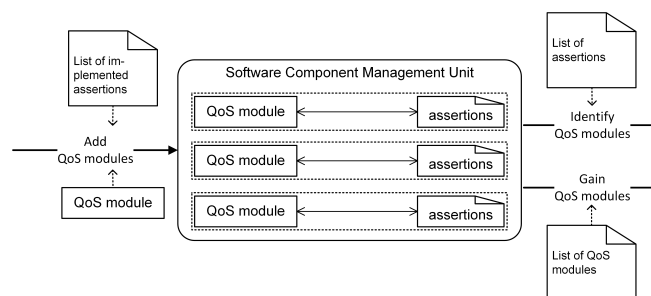 List of im-
plemented
assertions
Add
QoS modules
QoS module
Software Component Management Unit
QoS module
assertions
QoS module
assertions
QoS module
assertions
List of
assertions
Identify
QoS modules
Gain
QoS modules
List of QoS
modules